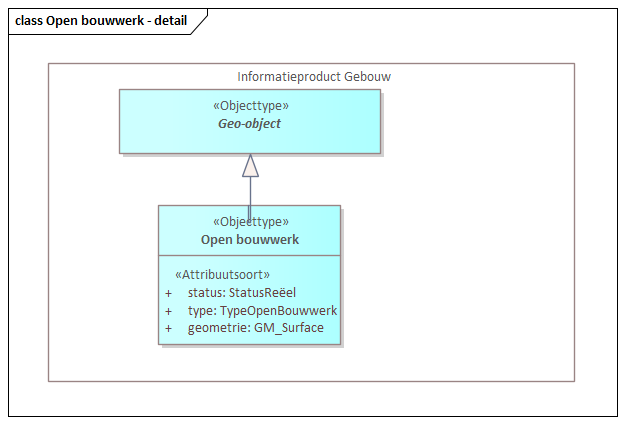 class Open bouwwerk - detail
Informatieproduct Gebouw
«Objecttype»
Geo-object
«Objecttype»
Open bouwwerk
«Attribuutsoort»
+ status: StatusReëel
+ type: TypeOpenBouwwerk
+ geometrie: GM_Surface